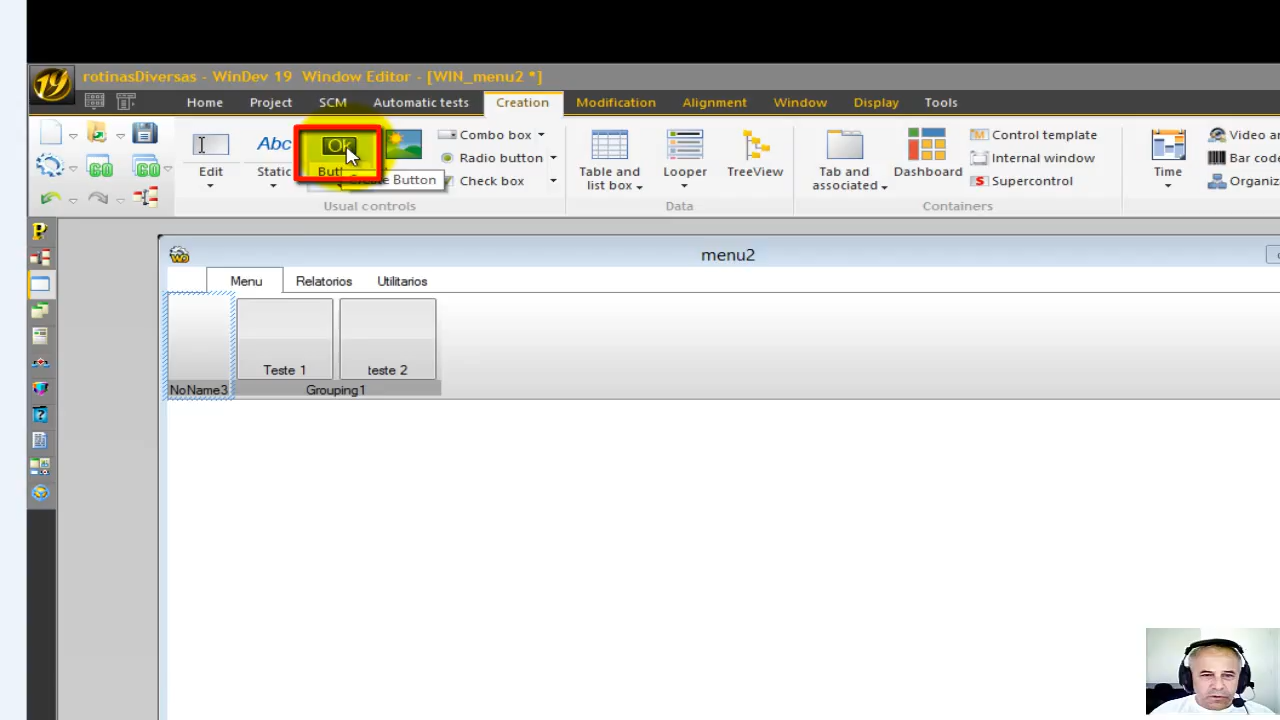 rotinasDiversas - WinDev 19 Window Editor - [WIN_menu2 *]
Home Project SCM Automatic tests Creation Modification Alignment Window Display Tools
Edit
Abc
Static
OK
Combo box
Radio button
Check box
Create Button
Usual controls
Table and
list box
Looper
TreeView
Data
Tab and
associated
Dashboard
Control template
Internal window
Supercontrol
Containers
Time
Video
Bar
menu2
Menu Relatorios Utilitarios
Teste 1 teste 2
NoName3 Grouping1